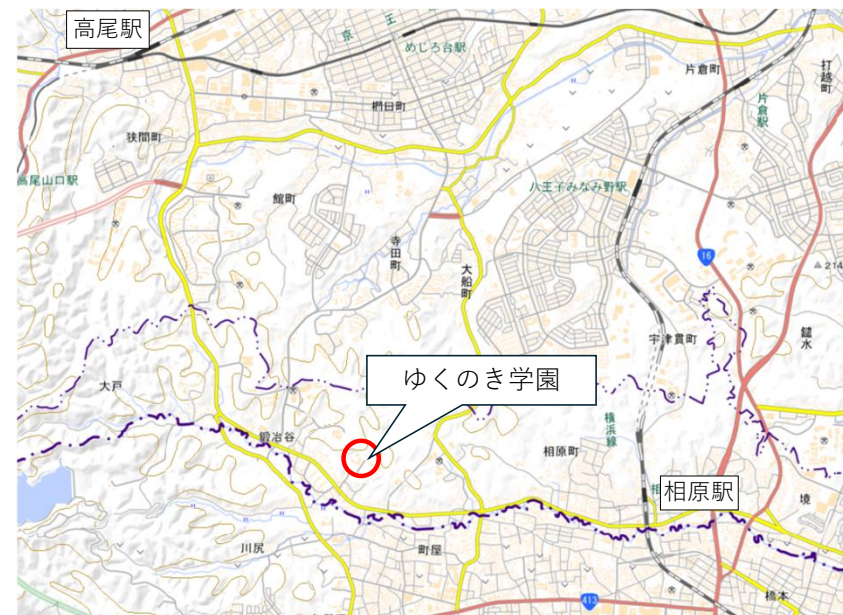 高尾駅
京王
めじろ台駅
片倉町
打越町
椚田町
片倉駅
狭間町
高尾山口駅
八王子みなみ野駅
館町
寺田町
大船町
16
214
宇津貫町
鑓水
ゆくのき学園
大戸
横浜線
鍛冶谷
相原町
相
相原駅
境
川尻
町屋
413
橋本